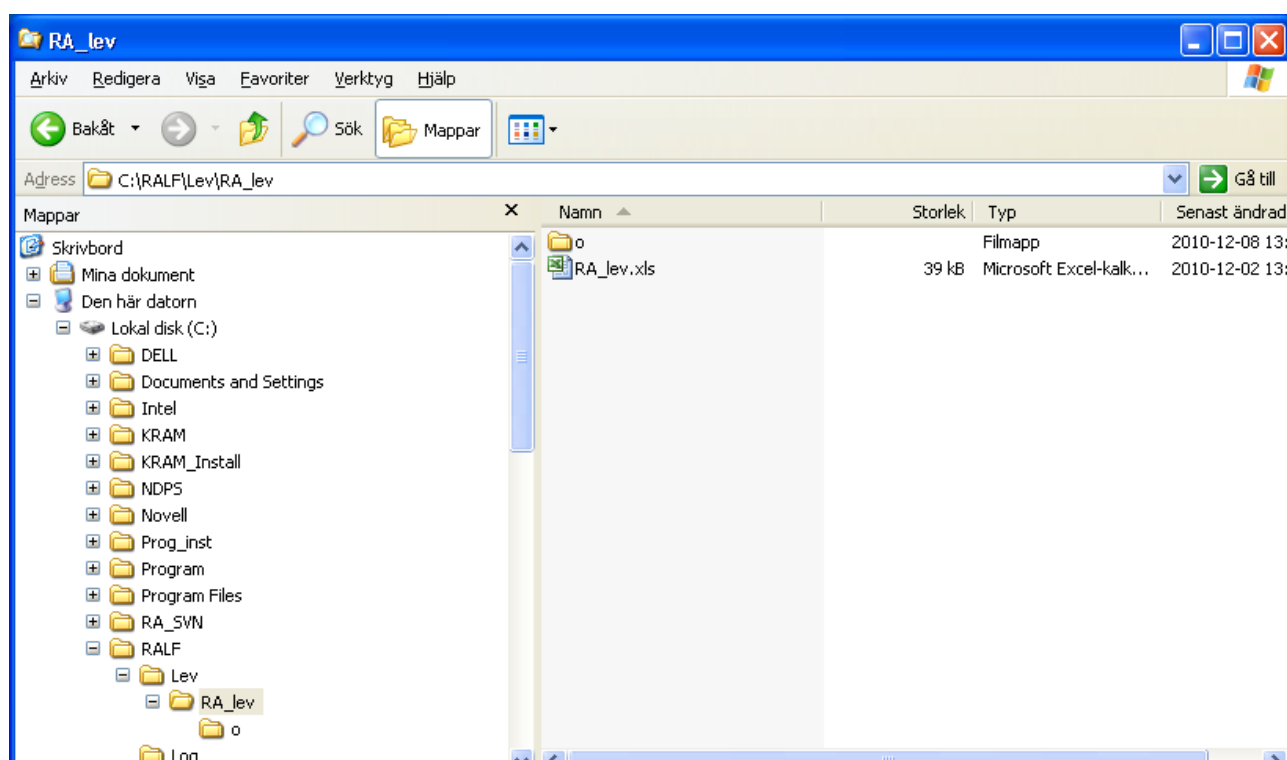 RA_lev
Arkiv Redigera Visa Favoriter Verktyg Hjälp
Bakåt Sök Mappar
Adress C:\RALF\Lev\RA_lev Gå till
Mappar
Skrivbord
Mina dokument
Den här datorn
Lokal disk (C:)
DELL
Documents and Settings
Intel
KRAM
KRAM_Install
NDPS
Novell
Prog_inst
Program
Program Files
RA_SVN
RALF
Lev
RA_lev
o
Log
Namn Storlek Typ Senast ändrad
o Filmapp 2010-12-08 13:
RA_lev.xls 39 kB Microsoft Excel-kalk... 2010-12-02 13: